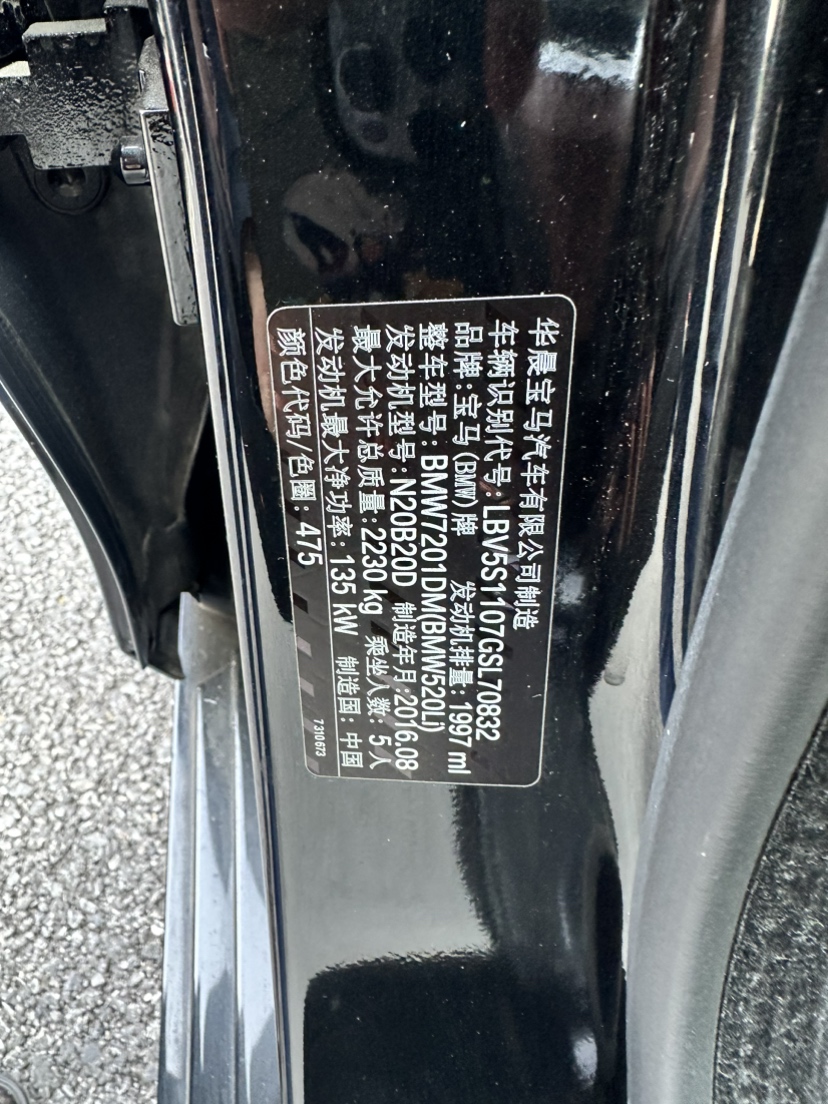 华晨宝马汽车有限公司制造
车辆识别代号:LBV5S1107GSL70832
品牌:宝马(BMW)牌 发动机排量:1997 ml
整车型号:BMW7201DM(BMW520Li)
发动机型号:N20B20D 制造年月:2016.08
最大允许总质量:2230 kg 乘坐人数:5人
发动机最大净功率:135 kW 制造国:中国
颜色代码/色圈:475 7310673